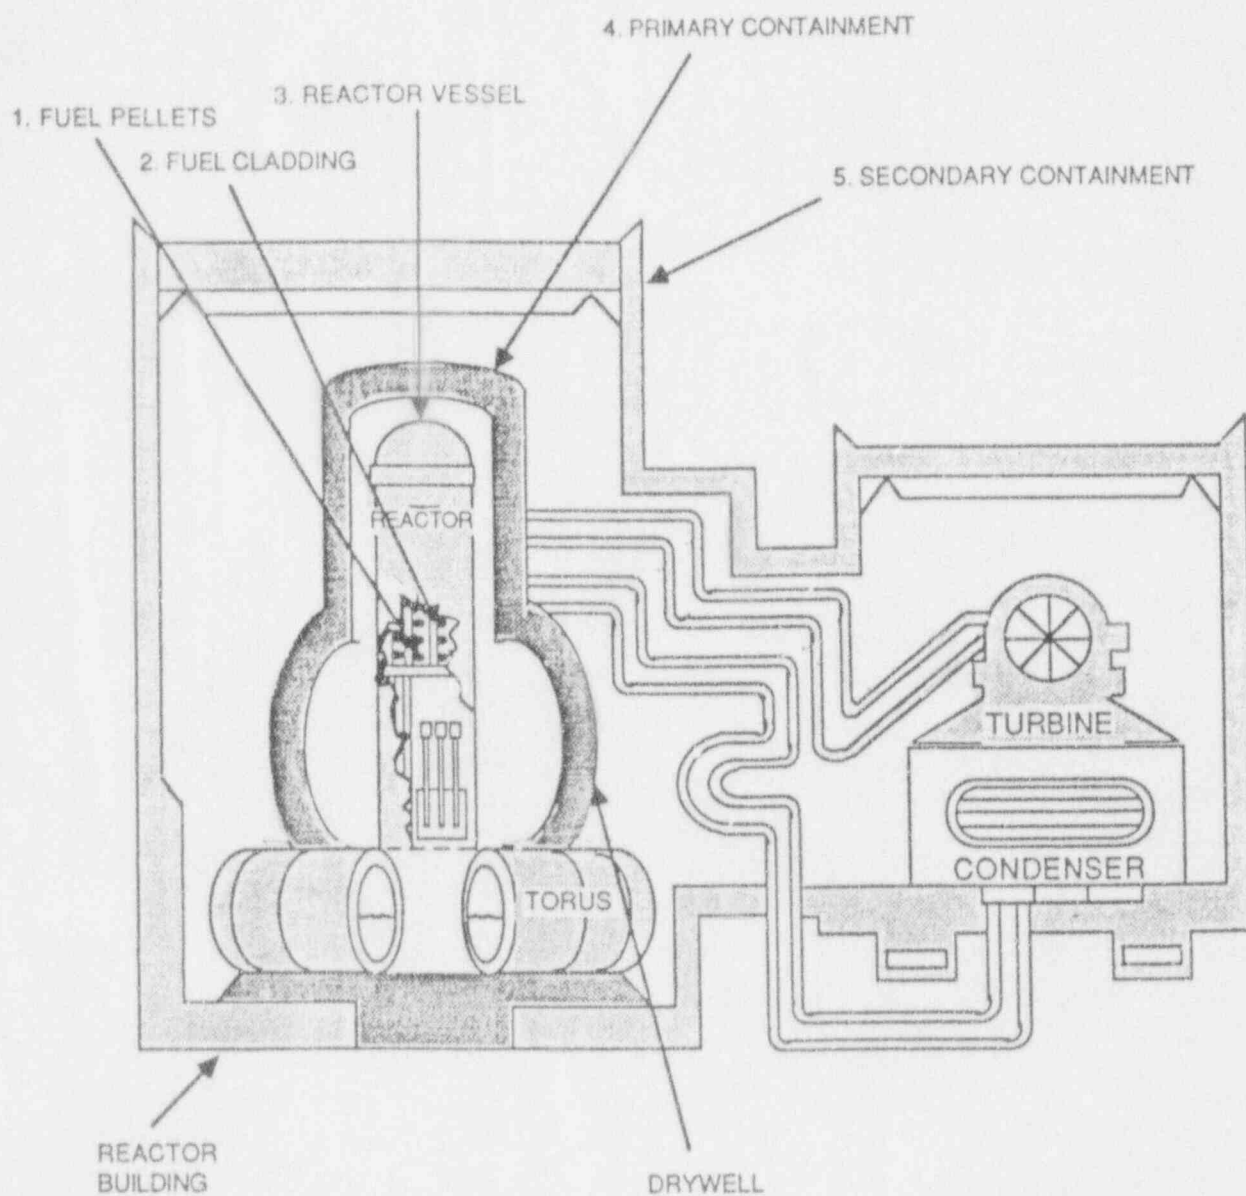 4. PRIMARY CONTAINMENT
3. REACTOR VESSEL
1. FUEL PELLETS
2. FUEL CLADDING
5. SECONDARY CONTAINMENT
REACTOR
TURBINE
CONDENSER
TORUS
REACTOR
BUILDING
DRYWELL